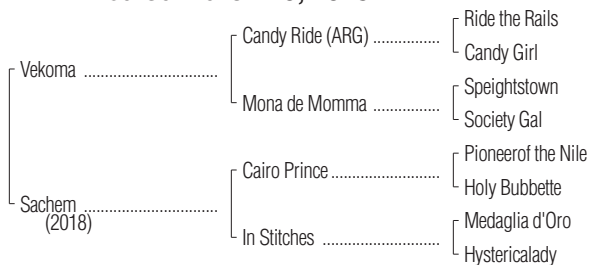 Ride the Rails
Candy Ride (ARG) ................
Candy Girl
Vekoma ................................
Speightstown
Mona de Momma ................
Society Gal
Pioneerof the Nile
Cairo Prince ..........................
Holy Bubbette
Sachem ................................
(2018)
Medaglia d'Oro
In Stitches ............................
Hystericalady